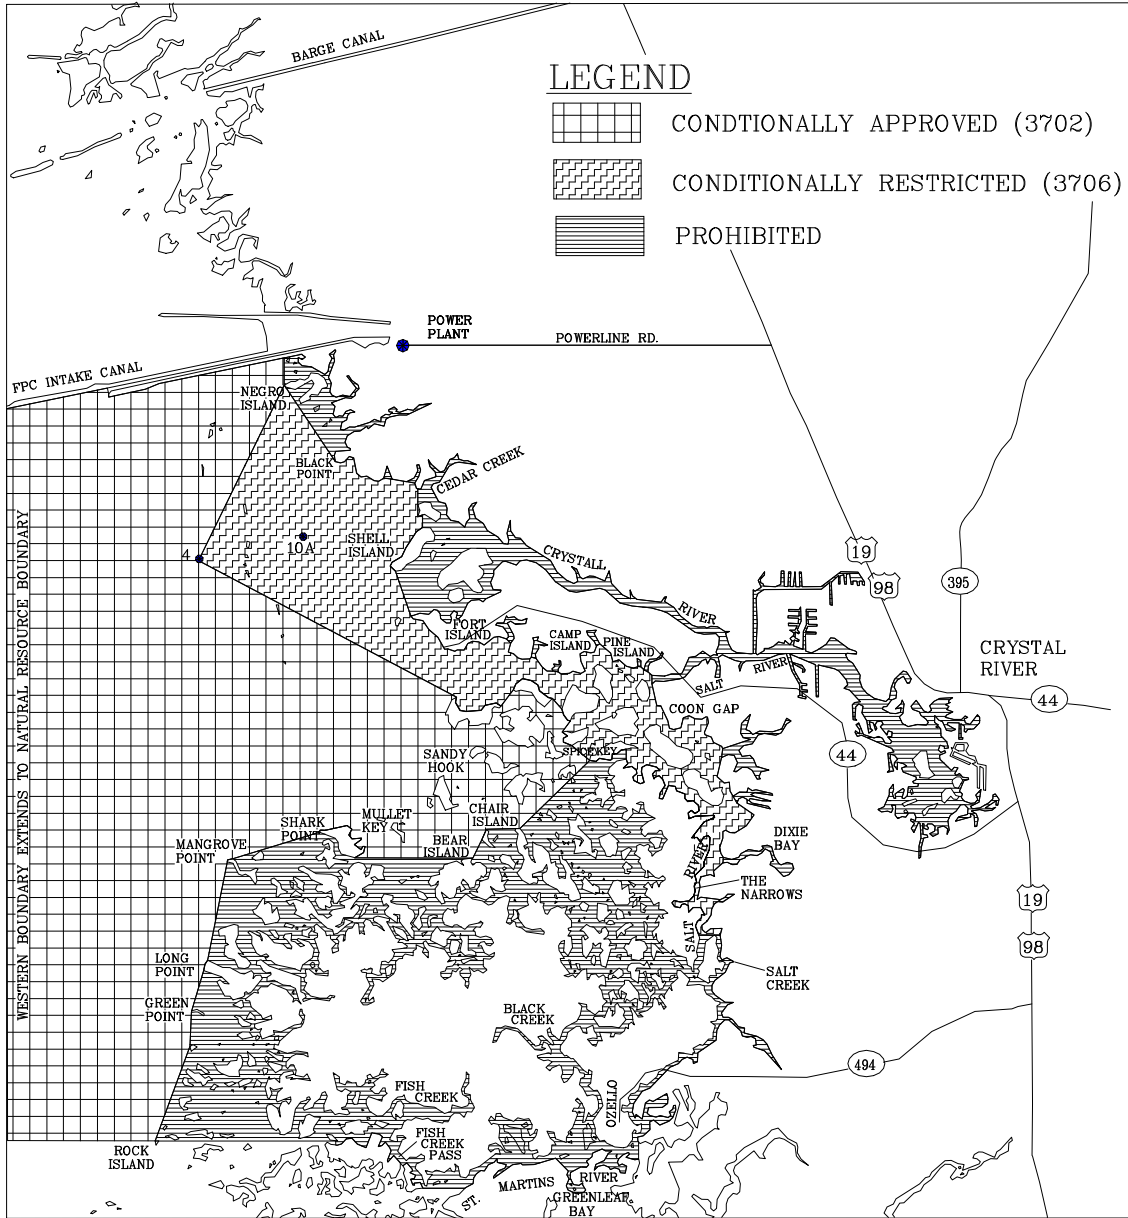 BARGE CANAL
LEGEND
CONDTIONALLY APPROVED (3702)
CONDITIONALLY RESTRICTED (3706)
PROHIBITED
POWER
PLANT
POWERLINE RD.
FPC INTAKE CANAL
NEGRO
ISLAND
BLACK
POINT
CEDAR CREEK
SHELL
ISLAND
10A
4
CRYSTALL
RIVER
19
98
395
FORT
ISLAND
CAMP
ISLAND
PINE
ISLAND
SALT
RIVER
CRYSTAL
RIVER
44
COON GAP
44
SPICE KEY
SANDY
HOOK
CHAIR
ISLAND
MULLET
KEY
SHARK
POINT
BEAR
ISLAND
MANGROVE
POINT
DIXIE
BAY
THE
NARROWS
SALT
RIVER
19
98
WESTERN BOUNDARY EXTENDS TO NATURAL RESOURCE BOUNDARY
LONG
POINT
GREEN
POINT
SALT
CREEK
BLACK
CREEK
494
OZELLO
FISH
CREEK
FISH
CREEK
PASS
ROCK
ISLAND
ST.
MARTINS
RIVER
GREENLEAF
BAY